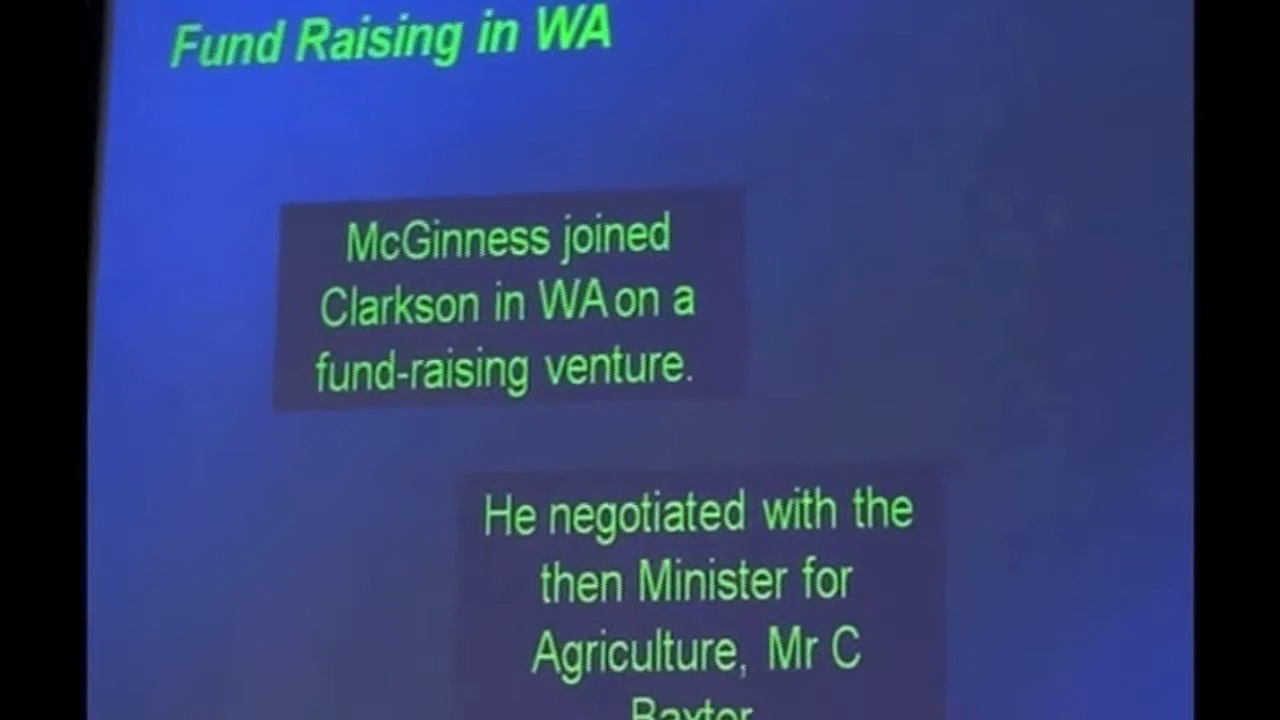 Fund Raising in WA
McGinness joined
Clarkson in WA on a
fund-raising venture.
He negotiated with the
then Minister for
Agriculture, Mr C
Baxter